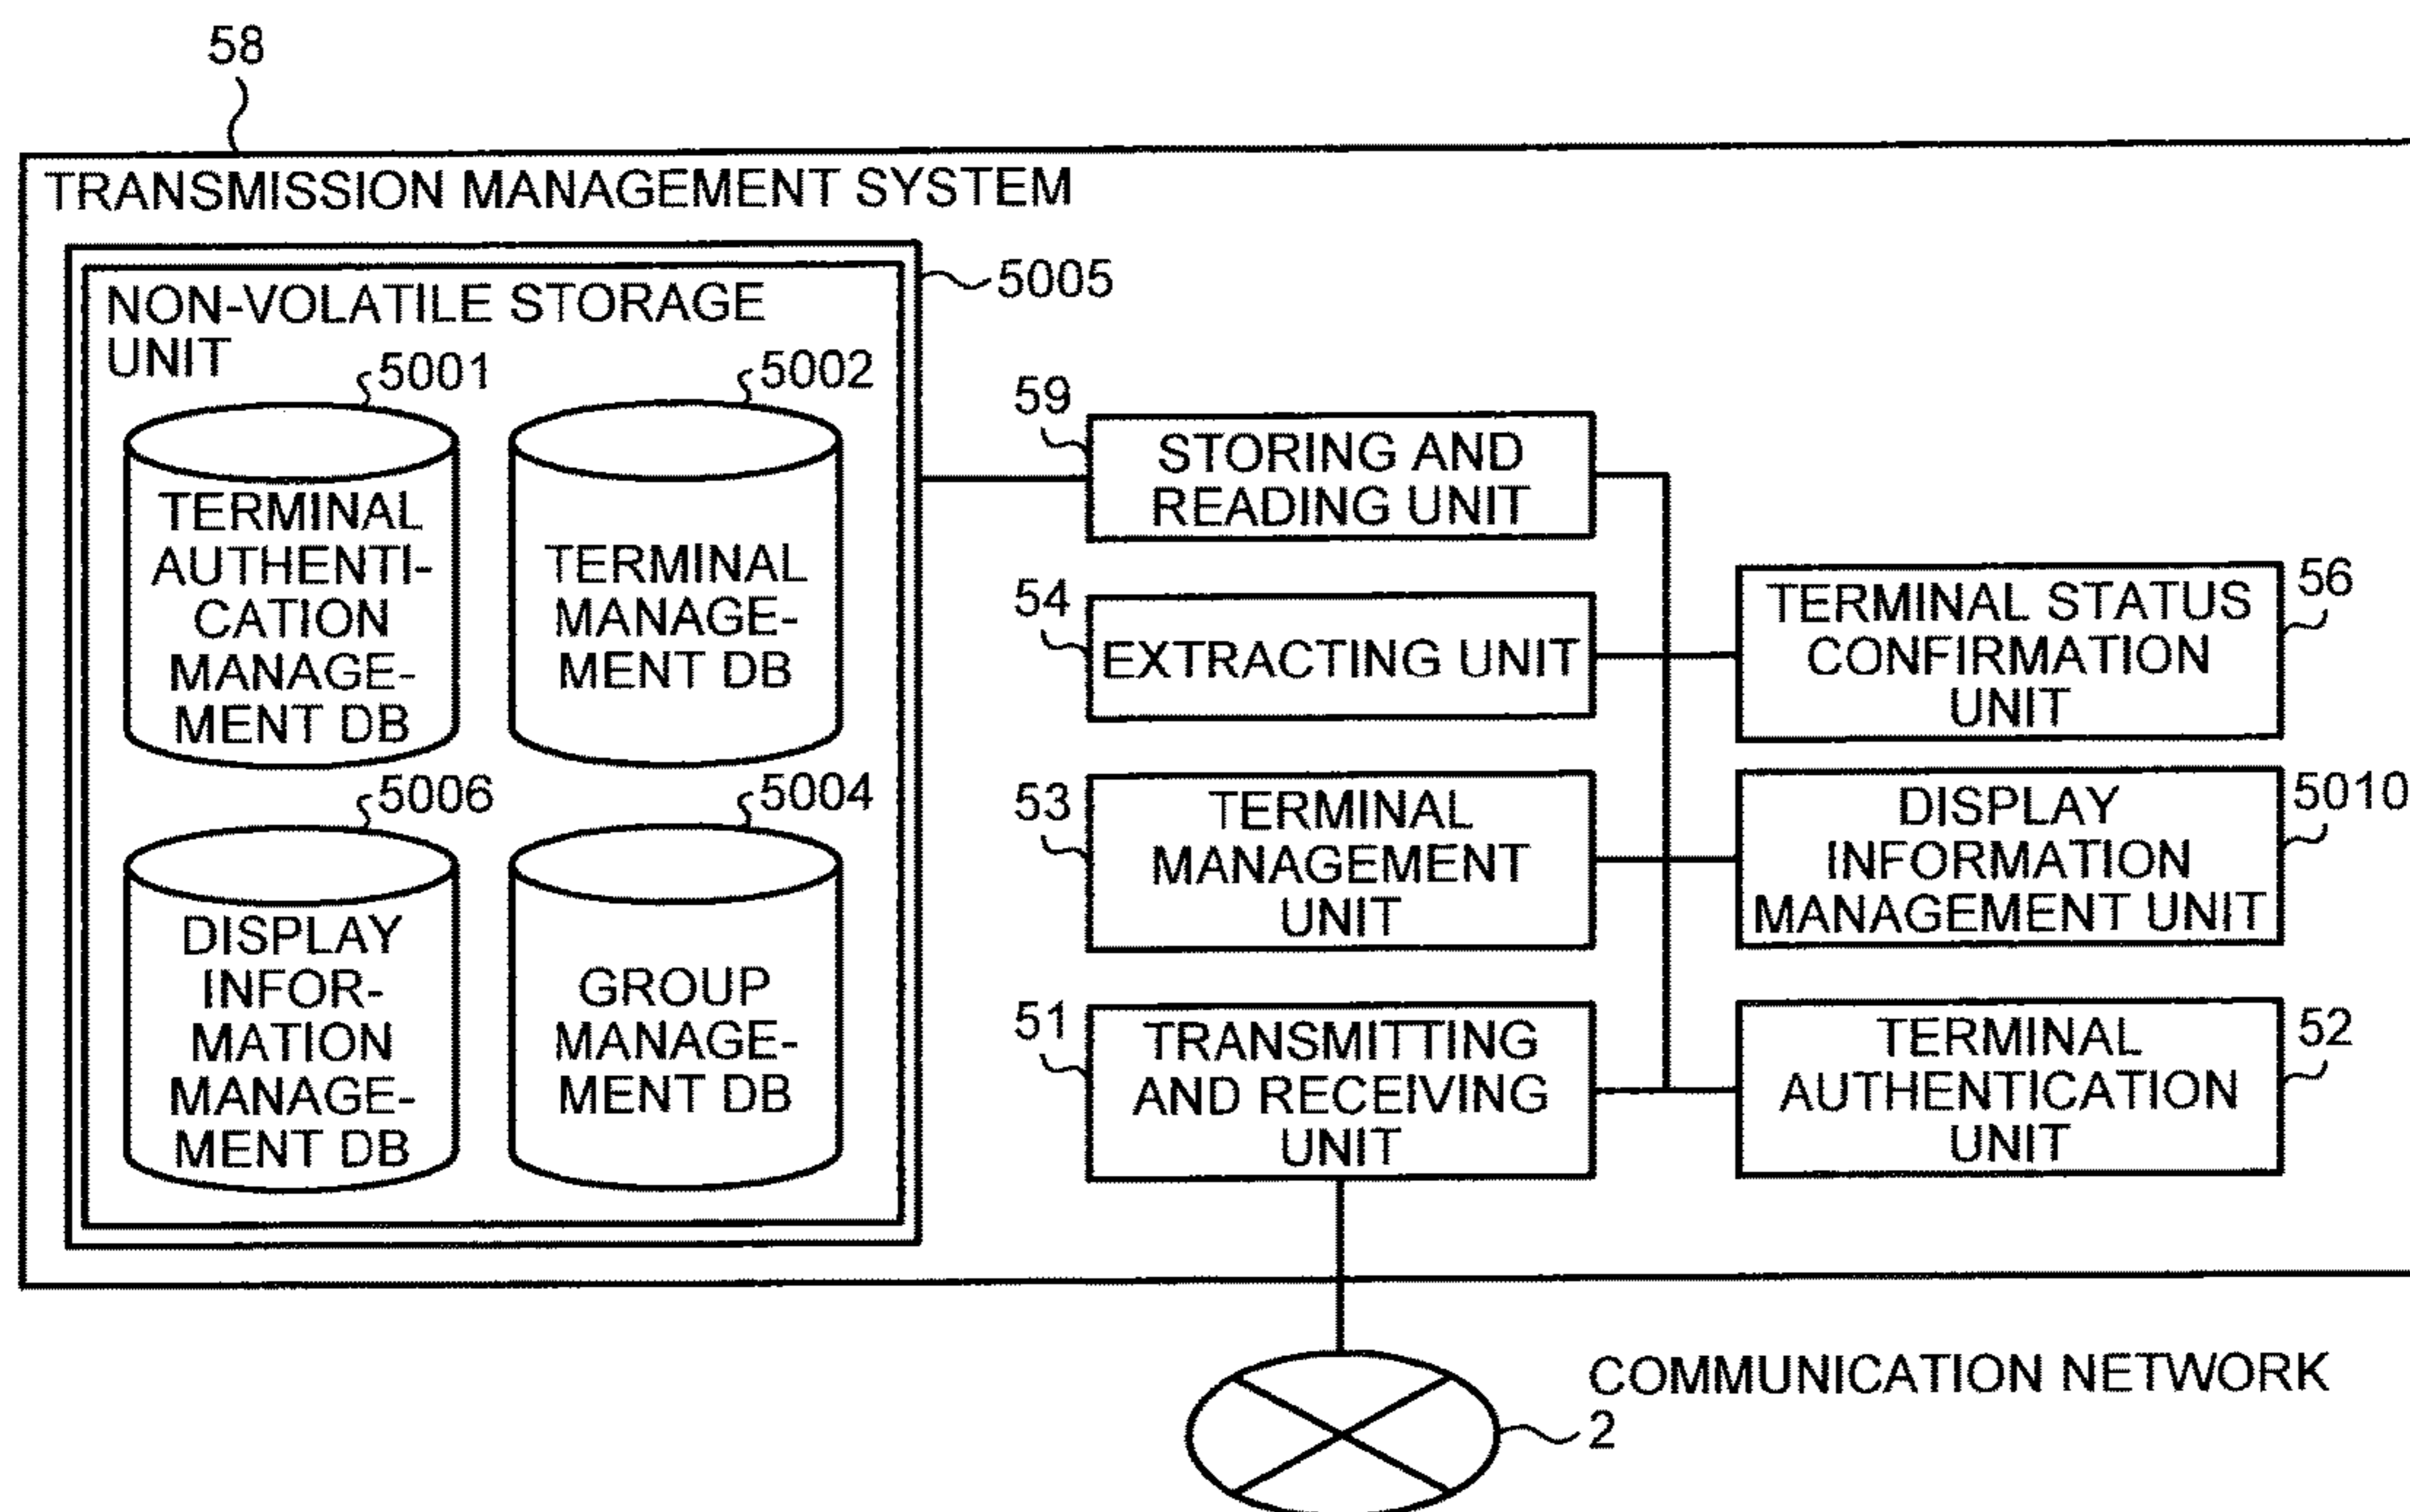 58
TRANSMISSION MANAGEMENT SYSTEM
5005
NON-VOLATILE STORAGE
UNIT
5001
TERMINAL
AUTHENTI-
CATION
MANAGE-
MENT DB
5002
TERMINAL
MANAGE-
MENT DB
5006
DISPLAY
INFOR-
MATION
MANAGE-
MENT DB
5004
GROUP
MANAGE-
MENT DB
59
STORING AND
READING UNIT
54
EXTRACTING UNIT
56
TERMINAL STATUS
CONFIRMATION
UNIT
53
TERMINAL
MANAGEMENT
UNIT
5010
DISPLAY
INFORMATION
MANAGEMENT UNIT
51
TRANSMITTING
AND RECEIVING
UNIT
52
TERMINAL
AUTHENTICATION
UNIT
COMMUNICATION NETWORK
2